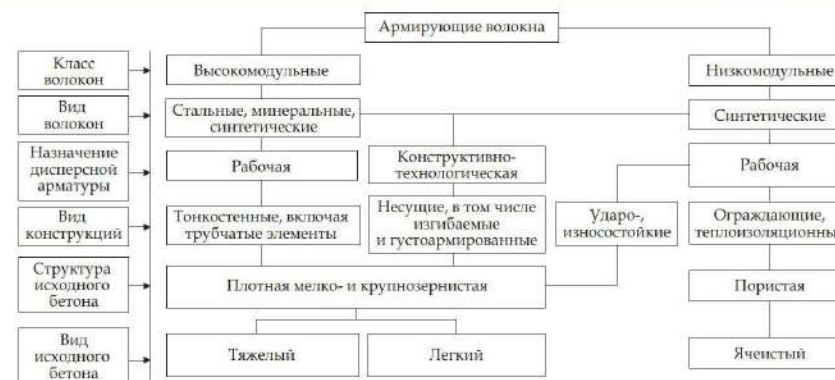 Армирующие волокна
Класс
волокон
Высокомодульные
Низкомодульные
Вид
волокон
Стальные, минеральные,
синтетические
Синтетические
Назначение
дисперсной
арматуры
Рабочая
Конструктивно-
технологическая
Рабочая
Вид
конструкций
Тонкостенные, включая
трубчатые элементы
Несущие, в том числе
изгибаемые
и густоармированные
Ударо-,
износостойкие
Ограждающие,
теплоизоляционны
Структура
исходного
бетона
Плотная мелко- и крупнозернистая
Пористая
Вид
исходного
бетона
Тяжелый
Легкий
Ячеистый